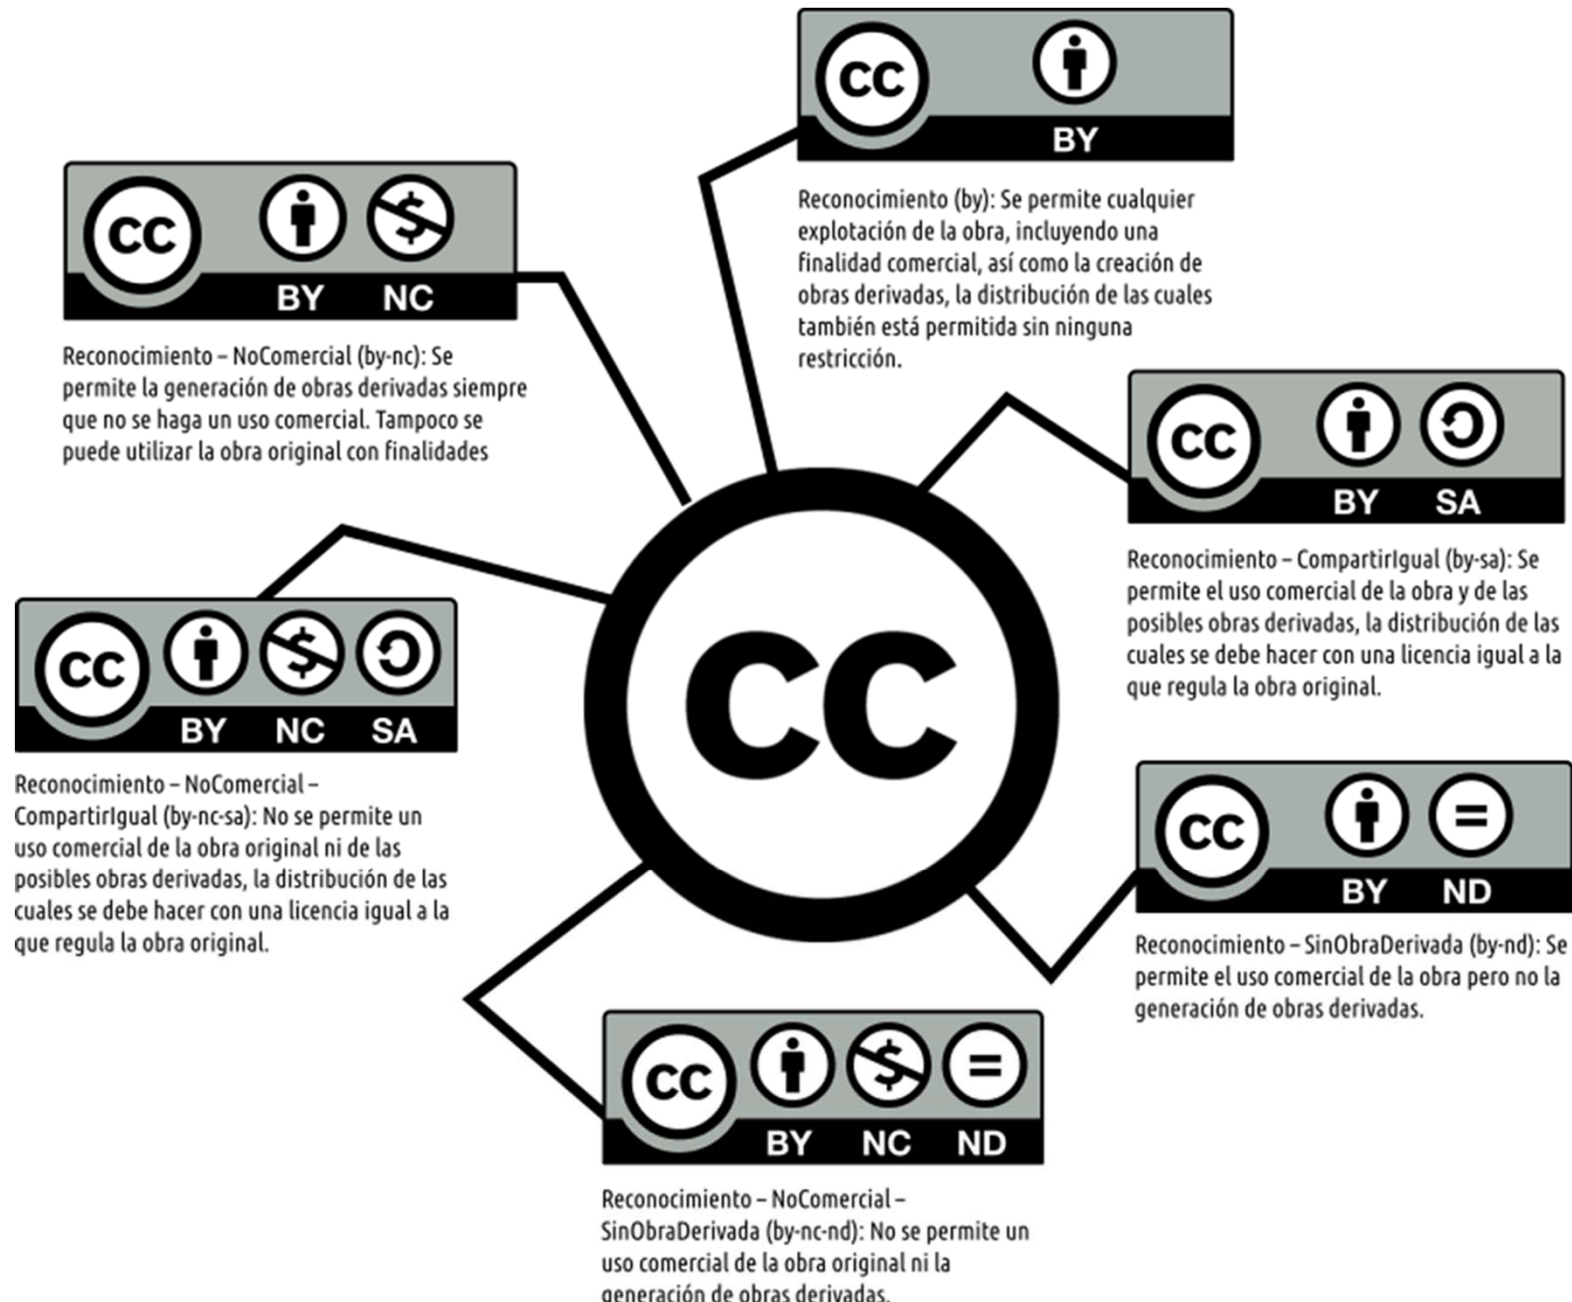 cc
BY
Reconocimiento (by): Se permite cualquier
explotación de la obra, incluyendo una
finalidad comercial, así como la creación de
obras derivadas, la distribución de las cuales
también está permitida sin ninguna
restricción.
cc
BY NC
Reconocimiento – NoComercial (by-nc): Se
permite la generación de obras derivadas siempre
que no se haga un uso comercial. Tampoco se
puede utilizar la obra original con finalidades
cc
BY SA
Reconocimiento – CompartirIgual (by-sa): Se
permite el uso comercial de la obra y de las
posibles obras derivadas, la distribución de las
cuales se debe hacer con una licencia igual a la
que regula la obra original.
cc
cc
BY NC SA
Reconocimiento – NoComercial –
CompartirIgual (by-nc-sa): No se permite un
uso comercial de la obra original ni de las
posibles obras derivadas, la distribución de las
cuales se debe hacer con una licencia igual a la
que regula la obra original.
cc
BY ND
Reconocimiento – SinObraDerivada (by-nd): Se
permite el uso comercial de la obra pero no la
generación de obras derivadas.
cc
BY NC ND
Reconocimiento – NoComercial –
SinObraDerivada (by-nc-nd): No se permite un
uso comercial de la obra original ni la
generación de obras derivadas.